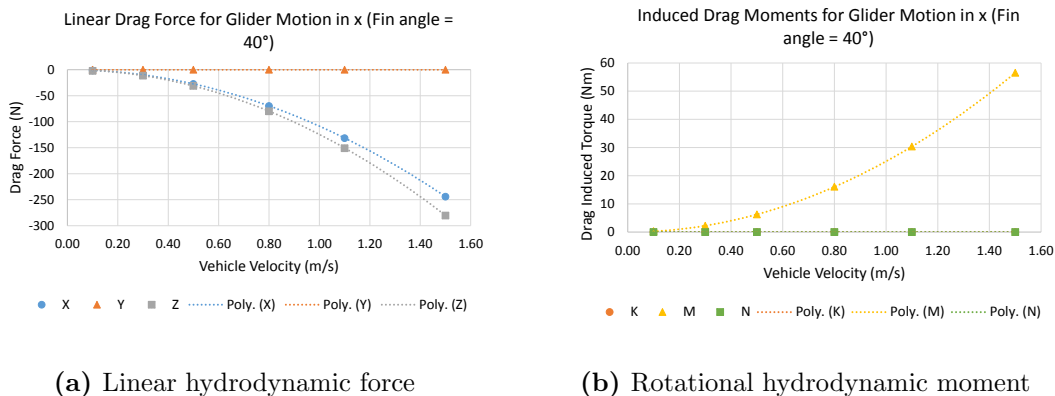 Linear Drag Force for Glider Motion in x (Fin angle =
40°)
0
-50
-100
-150
-200
-250
-300
0.00 0.20 0.40 0.60 0.80 1.00 1.20 1.40 1.60
Drag Force (N)
Vehicle Velocity (m/s)
X Y Z Poly. (X) Poly. (Y) Poly. (Z)
(a) Linear hydrodynamic force
Induced Drag Moments for Glider Motion in x (Fin
angle = 40°)
60
50
40
30
20
10
0
0.00 0.20 0.40 0.60 0.80 1.00 1.20 1.40 1.60
Drag Induced Torque (Nm)
Vehicle Velocity (m/s)
K M N Poly. (K) Poly. (M) Poly. (N)
(b) Rotational hydrodynamic moment